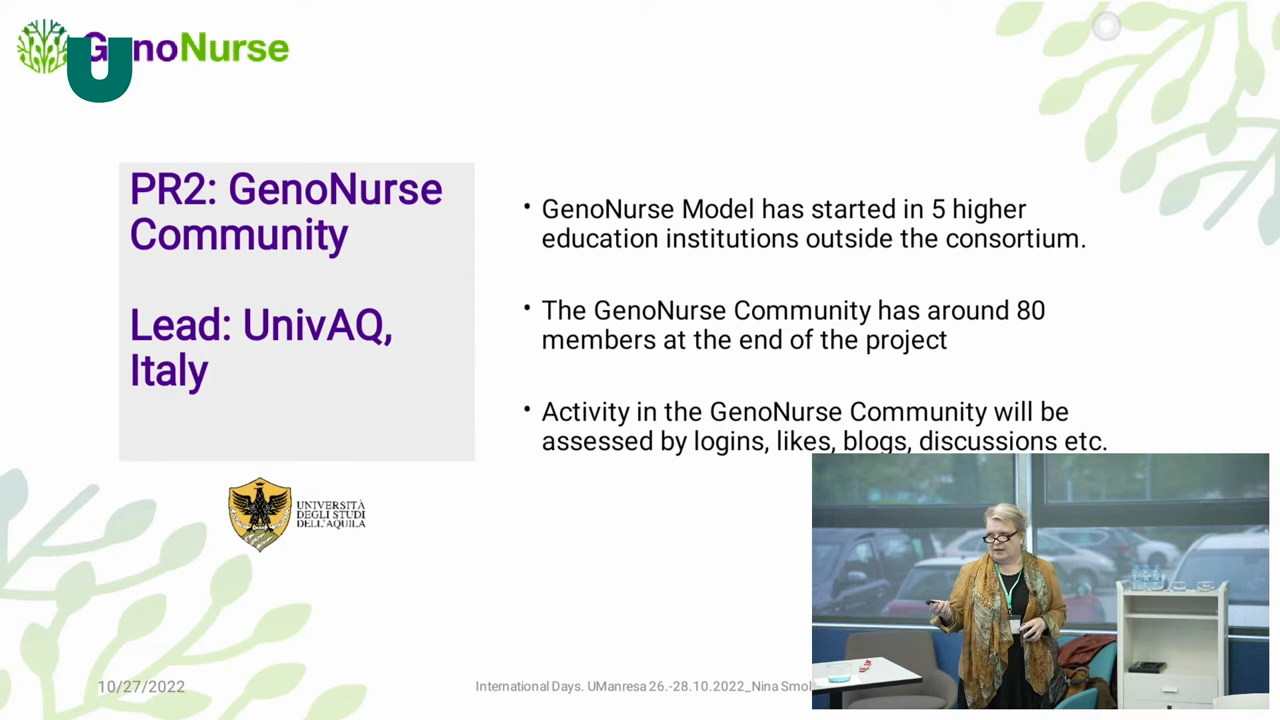 GenoNurse
U
PR2: GenoNurse
Community
Lead: UnivAQ,
Italy
• GenoNurse Model has started in 5 higher
education institutions outside the consortium.
• The GenoNurse Community has around 80
members at the end of the project
• Activity in the GenoNurse Community will be
assessed by logins, likes, blogs, discussions etc.
UNIVERSITÀ
DEGLI STUDI
DELL'AQUILA
10/27/2022
International Days. UManresa 26.-28.10.2022_Nina Smol